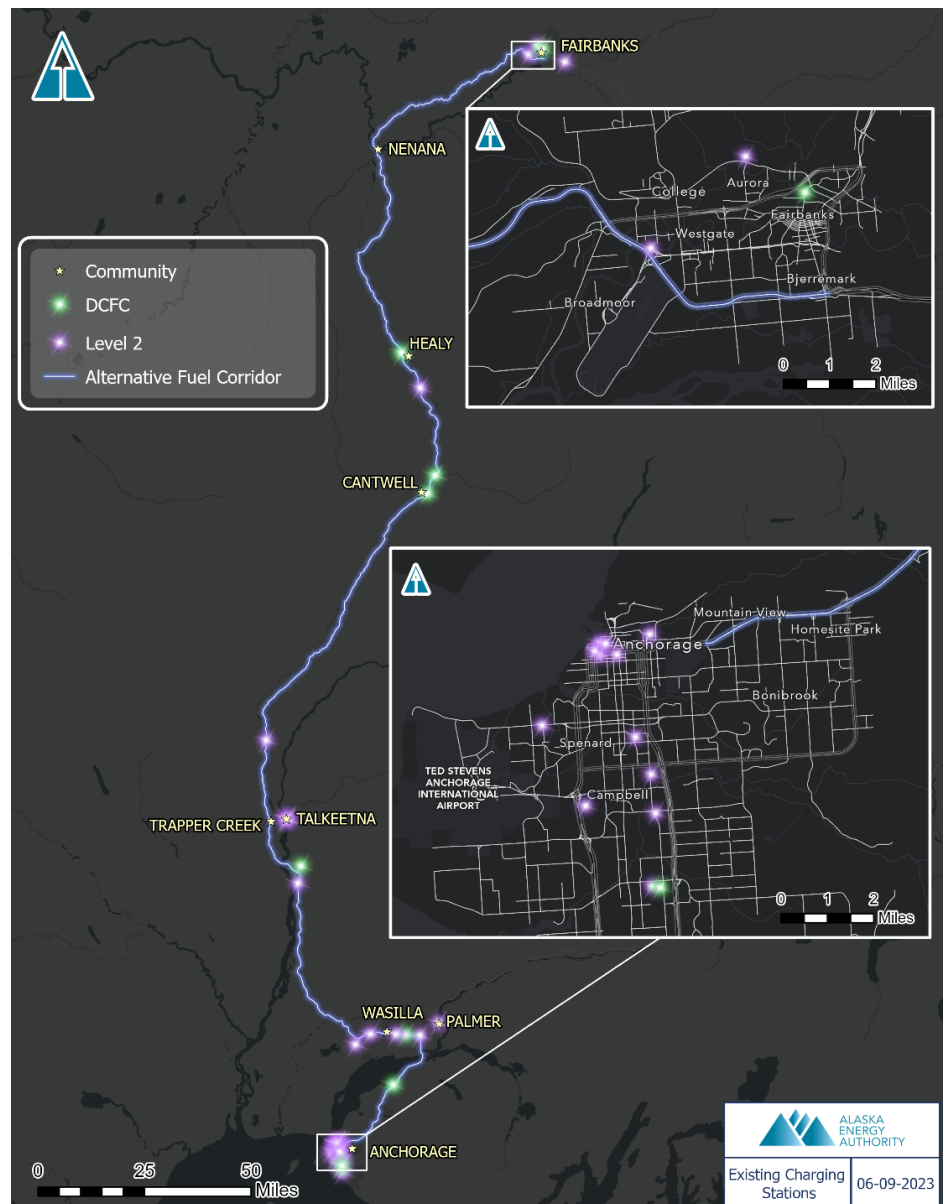 FAIRBANKS
NENANA
College
Aurora
Fairbanks
Westgate
Bjerremark
Broadmoor
0 1 2
Miles
Community
DCFC
Level 2
Alternative Fuel Corridor
HEALY
CANTWELL
Mountain View
Anchorage
Homesite Park
Bonibrook
Spenard
TED STEVENS
ANCHORAGE
INTERNATIONAL
AIRPORT
Campbell
0 1 2
Miles
TRAPPER CREEK
TALKEETNA
WASILLA
PALMER
ANCHORAGE
0 25 50
Miles
ALASKA
ENERGY
AUTHORITY
Existing Charging
Stations
06-09-2023